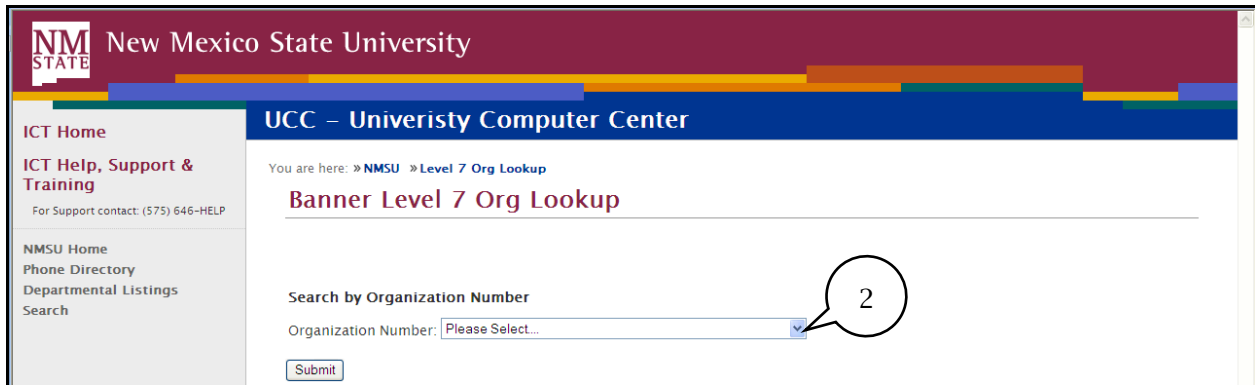 NM
STATE
New Mexico State University
UCC – Univeristy Computer Center
ICT Home
ICT Help, Support &
Training
For Support contact: (575) 646-HELP
NMSU Home
Phone Directory
Departmental Listings
Search
You are here: » NMSU » Level 7 Org Lookup
Banner Level 7 Org Lookup
Search by Organization Number
Organization Number: Please Select...
2
Submit